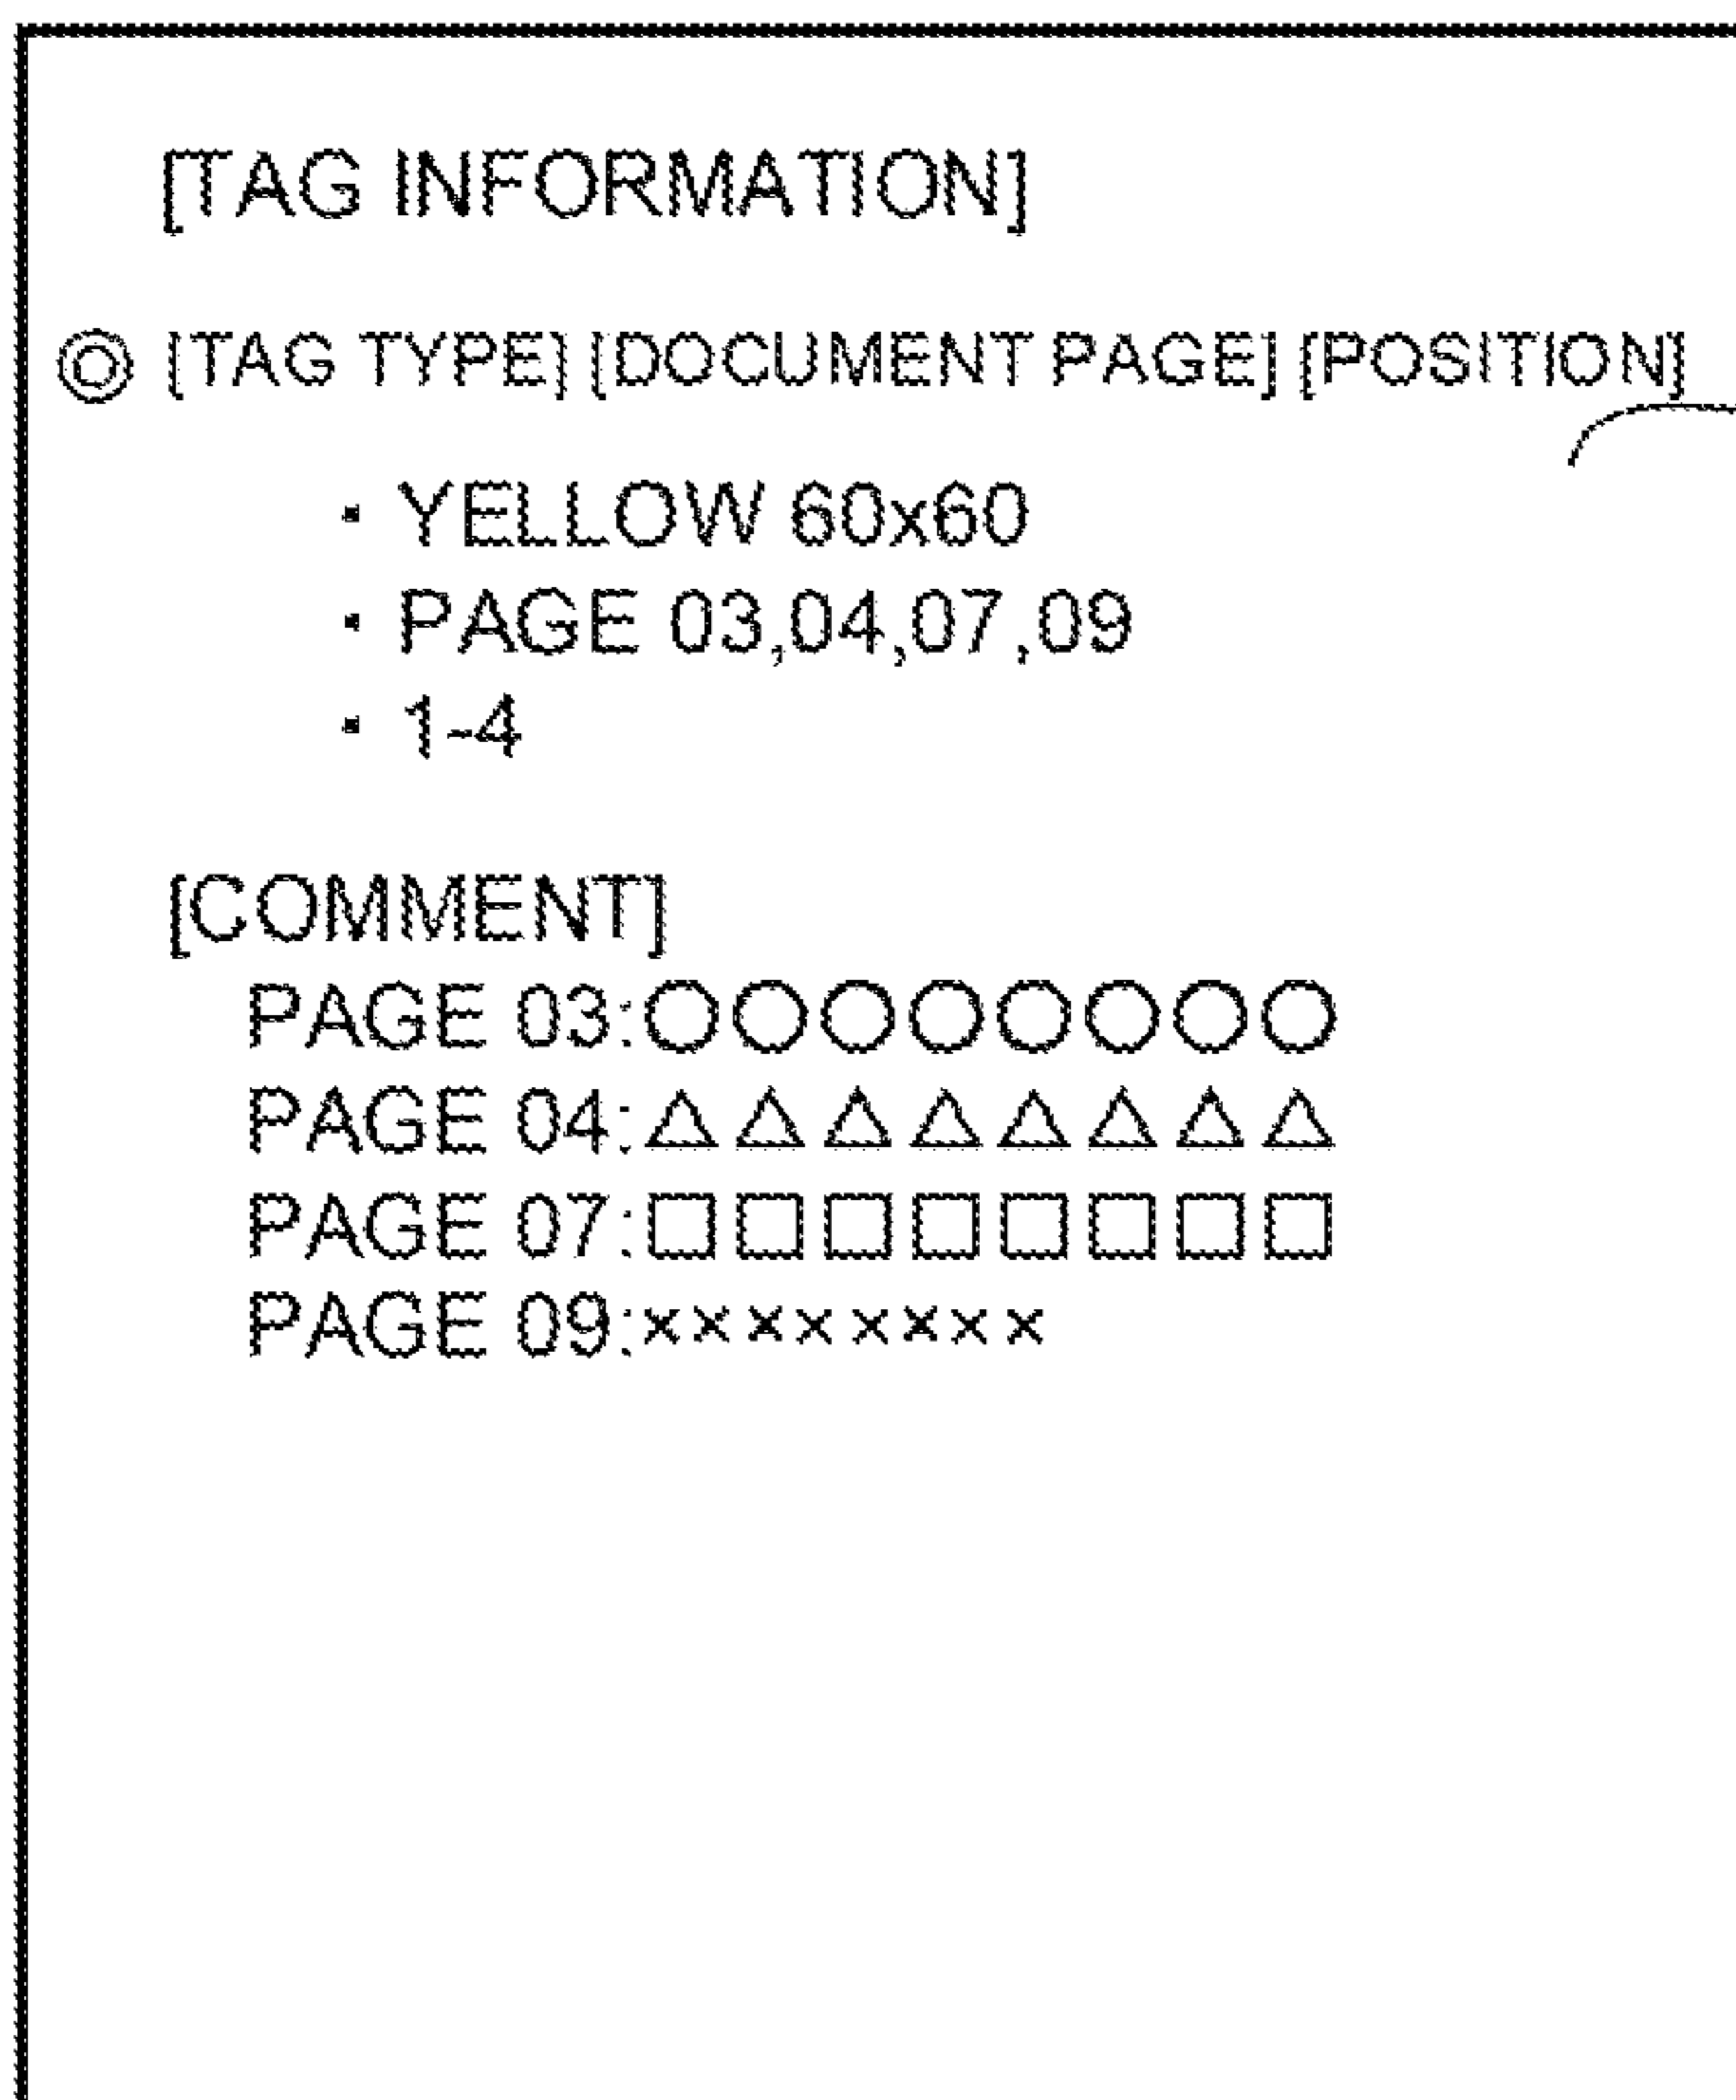 [TAG INFORMATION]
◎ [TAG TYPE] [DOCUMENT PAGE] [POSITION]
・ YELLOW 60x60
・ PAGE 03,04,07,09
・ 1-4
[COMMENT]
PAGE 03:○○○○○○○○
PAGE 04:△△△△△△△△
PAGE 07:□□□□□□□□
PAGE 09:××××××××